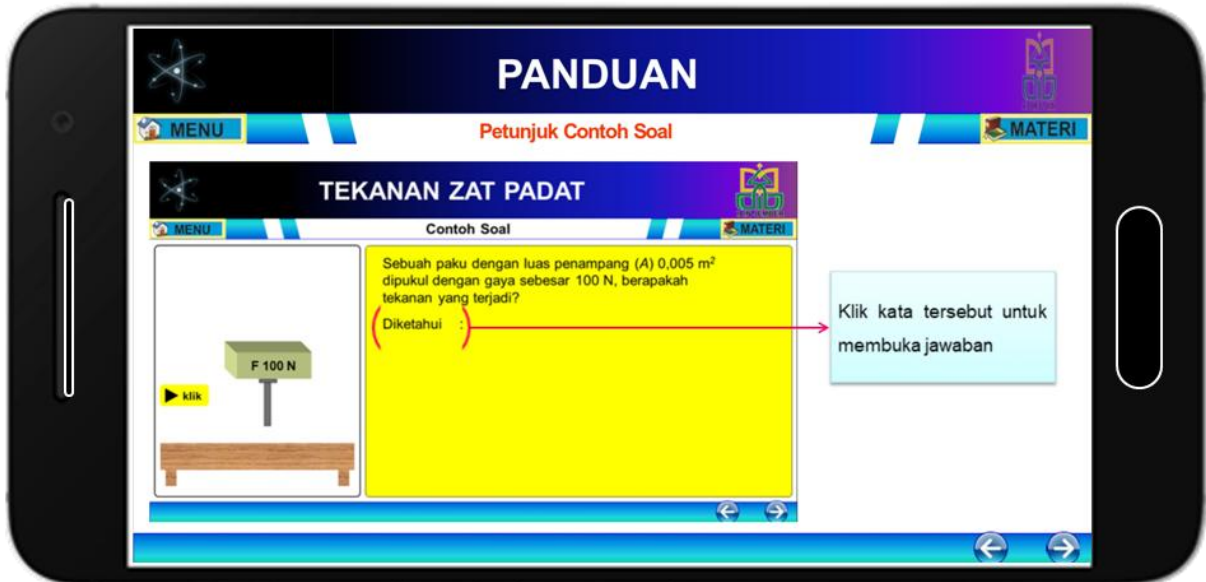 PANDUAN
MENU
Petunjuk Contoh Soal
MATERI
TEKANAN ZAT PADAT
MENU
Contoh Soal
MATERI
Sebuah paku dengan luas penampang (A) 0,005 m²
dipukul dengan gaya sebesar 100 N, berapakah
tekanan yang terjadi?
Diketahui :
F 100 N
klik
Klik kata tersebut untuk
membuka jawaban